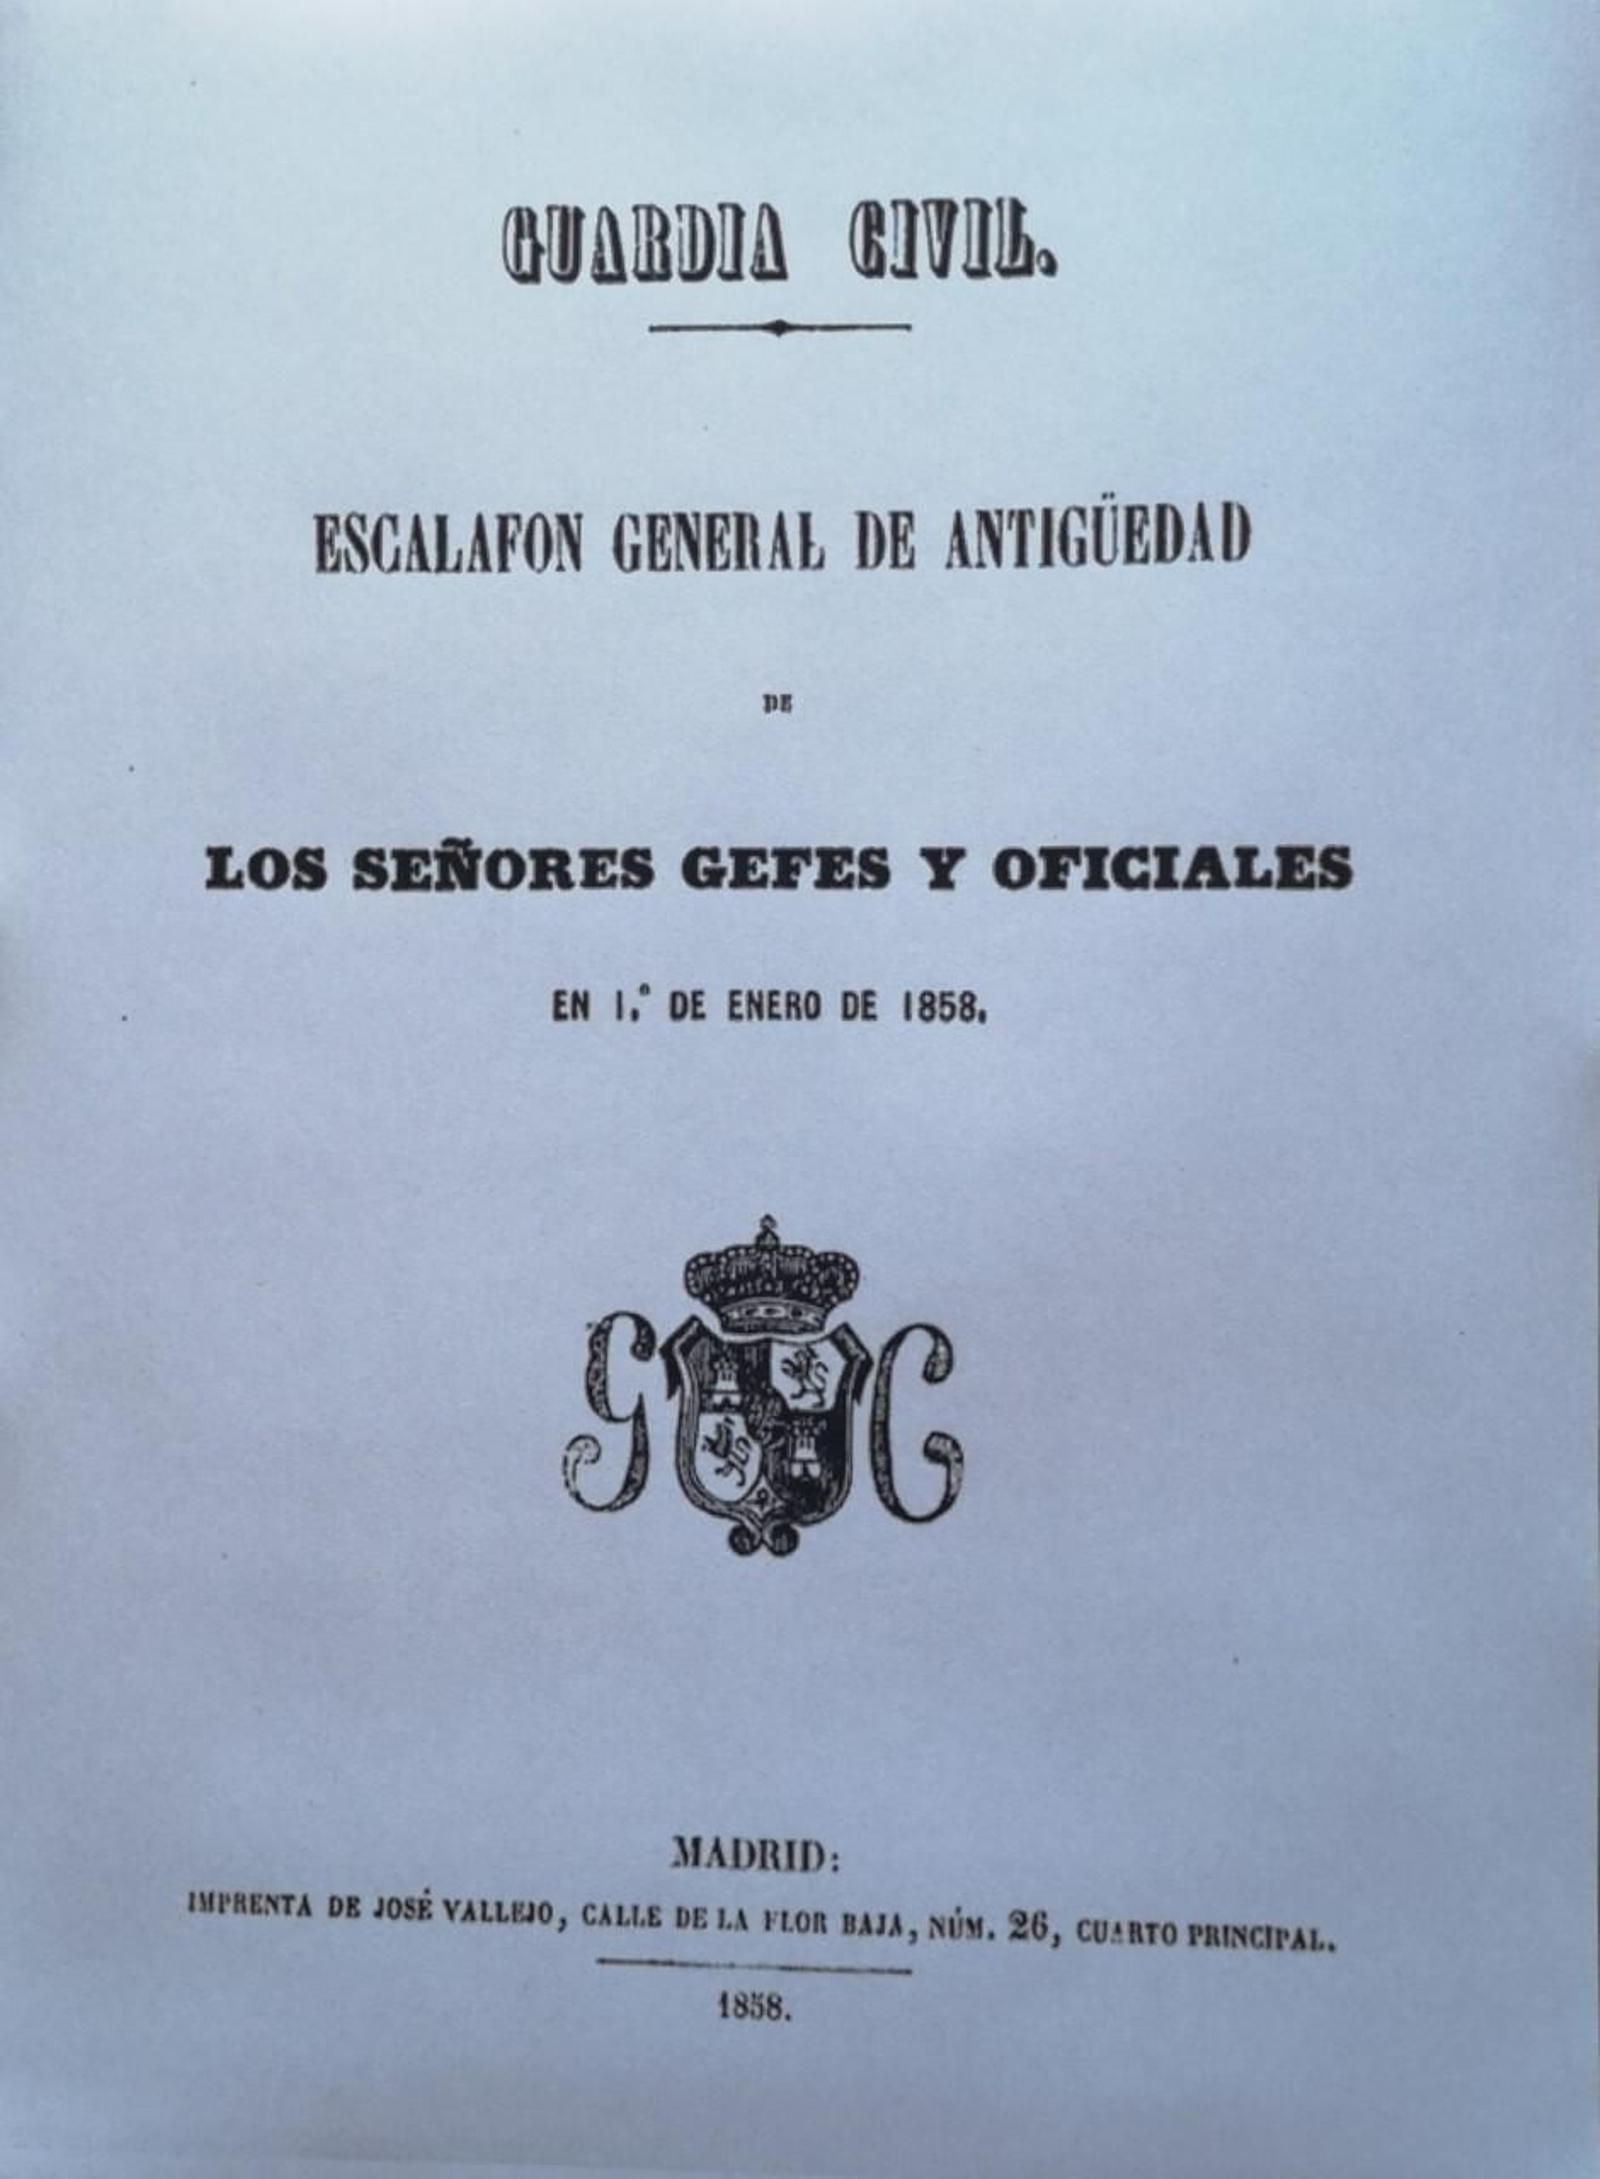 GUARDIA CIVIL.
ESCALAFON GENERAL DE ANTIGÜEDAD
DE
LOS SEÑORES GEFES Y OFICIALES
EN 1.º DE ENERO DE 1858.
G C
MADRID:
IMPRENTA DE JOSÉ VALLEJO, CALLE DE LA FLOR BAJA, NÚM. 26, CUARTO PRINCIPAL.
1858.